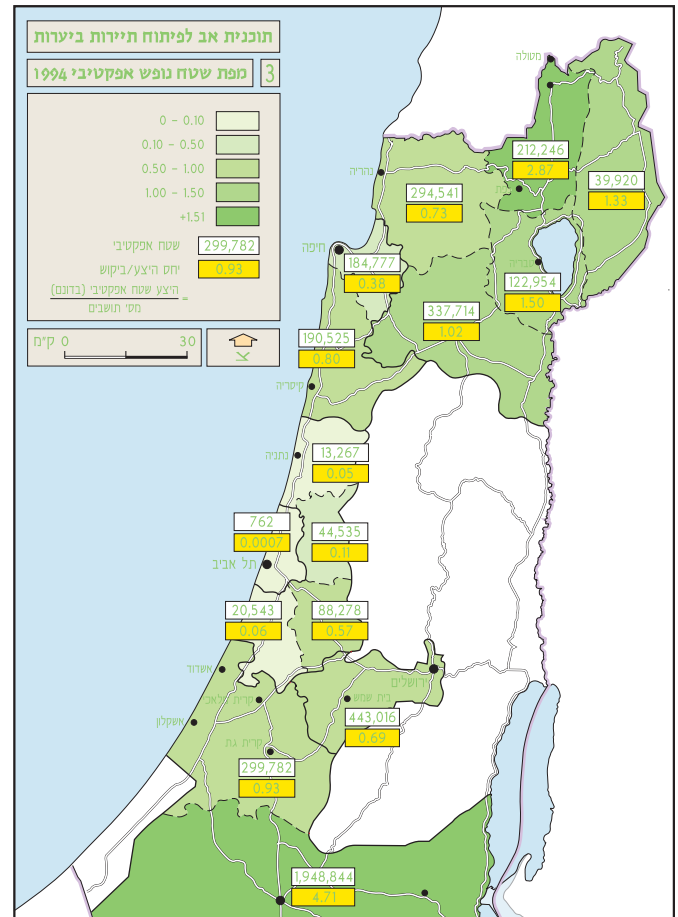 תוכנית אב לפיתוח תיירות ביערות
3 מפת שטח נופש אפקטיבי 1994
0 – 0.10
0.10 – 0.50
0.50 – 1.00
1.00 – 1.50
+1.51
שטח אפקטיבי 299,782
יחס היצע/ביקוש 0.93
היצע שטח אפקטיבי (בדונם)
=
מס' תושבים
ק"מ 0 30
מטולה
212,246
2.87
39,920
1.33
נהריה
294,541
0.73
חיפה
184,777
0.38
טבריה
122,954
1.50
337,714
1.02
190,525
0.80
קיסריה
נתניה
13,267
0.05
762
0.0007
44,535
0.11
תל אביב
20,543
0.06
88,278
0.57
אשדוד
ירושלים
בית שמש
קרית מלאכי
443,016
0.69
אשקלון
קרית גת
299,782
0.93
1,948,844
4.71